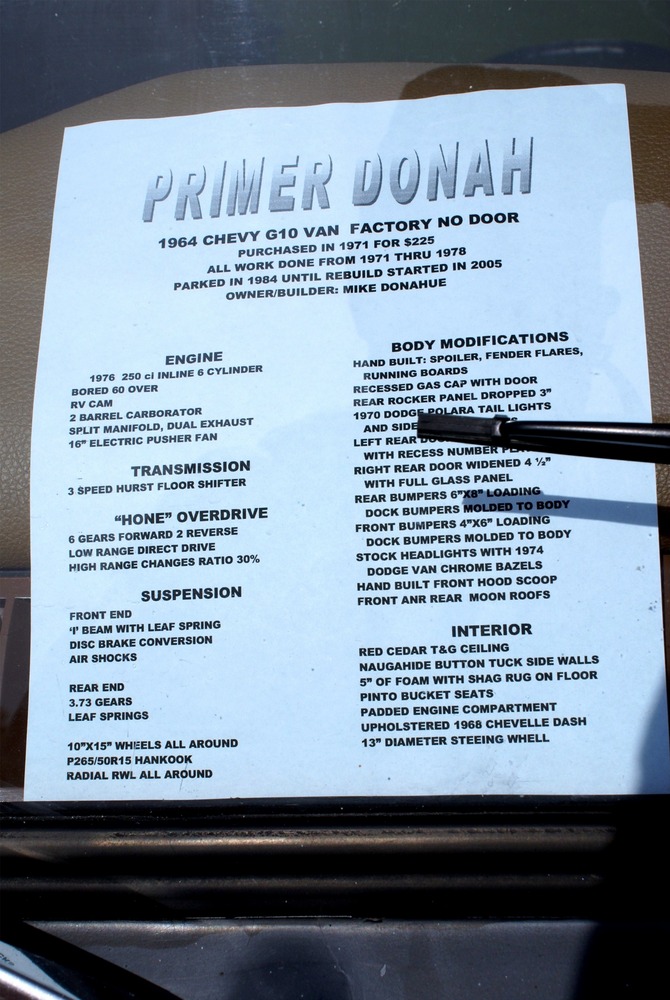 PRIMER DONAH
1964 CHEVY G10 VAN FACTORY NO DOOR
PURCHASED IN 1971 FOR $225
ALL WORK DONE FROM 1971 THRU 1978
PARKED IN 1984 UNTIL REBUILD STARTED IN 2005
OWNER/BUILDER: MIKE DONAHUE
ENGINE
1976 250 ci INLINE 6 CYLINDER
BORED 60 OVER
RV CAM
2 BARREL CARBORATOR
SPLIT MANIFOLD, DUAL EXHAUST
16" ELECTRIC PUSHER FAN
TRANSMISSION
3 SPEED HURST FLOOR SHIFTER
"HONE" OVERDRIVE
6 GEARS FORWARD 2 REVERSE
LOW RANGE DIRECT DRIVE
HIGH RANGE CHANGES RATIO 30%
SUSPENSION
FRONT END
'I' BEAM WITH LEAF SPRING
DISC BRAKE CONVERSION
AIR SHOCKS
REAR END
3.73 GEARS
LEAF SPRINGS
10"X15" WHEELS ALL AROUND
P265/50R15 HANKOOK
RADIAL RWL ALL AROUND
BODY MODIFICATIONS
HAND BUILT: SPOILER, FENDER FLARES,
RUNNING BOARDS
RECESSED GAS CAP WITH DOOR
REAR ROCKER PANEL DROPPED 3"
1970 DODGE POLARA TAIL LIGHTS
AND SIDE
LEFT REAR
WITH RECESS NUMBER
RIGHT REAR DOOR WIDENED 4 ½"
WITH FULL GLASS PANEL
REAR BUMPERS 6"X8" LOADING
DOCK BUMPERS MOLDED TO BODY
FRONT BUMPERS 4"X6" LOADING
DOCK BUMPERS MOLDED TO BODY
STOCK HEADLIGHTS WITH 1974
DODGE VAN CHROME BAZELS
HAND BUILT FRONT HOOD SCOOP
FRONT ANR REAR MOON ROOFS
INTERIOR
RED CEDAR T&G CEILING
NAUGAHIDE BUTTON TUCK SIDE WALLS
5" OF FOAM WITH SHAG RUG ON FLOOR
PINTO BUCKET SEATS
PADDED ENGINE COMPARTMENT
UPHOLSTERED 1968 CHEVELLE DASH
13" DIAMETER STEEING WHELL